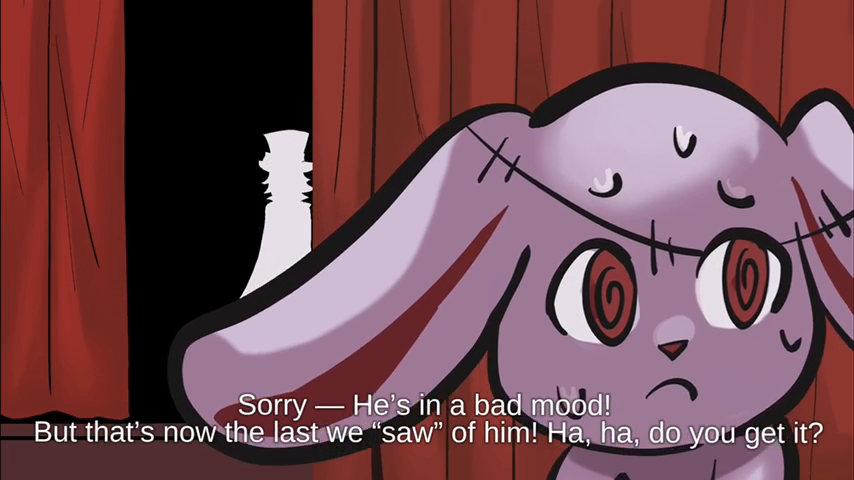 Sorry — He’s in a bad mood!
But that’s now the last we “saw” of him! Ha, ha, do you get it?